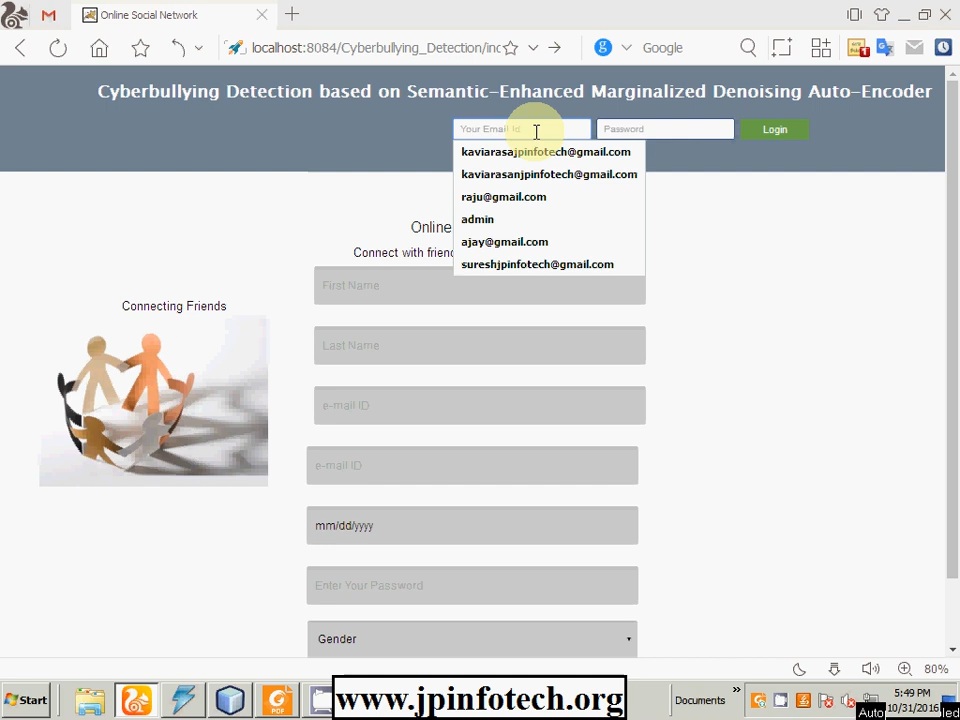 Online Social Network
localhost:8084/Cyberbullying_Detection/inc
Google
Cyberbullying Detection based on Semantic-Enhanced Marginalized Denoising Auto-Encoder
Your Email Id
Password
Login
kaviarasajpinfotech@gmail.com
kaviarasanjpinfotech@gmail.com
raju@gmail.com
admin
ajay@gmail.com
sureshjpinfotech@gmail.com
Online
Connect with frien
First Name
Connecting Friends
Last Name
e-mail ID
e-mail ID
mm/dd/yyyy
Enter Your Password
Gender
80%
Start
www.jpinfotech.org
Documents
5:49 PM
10/31/2016